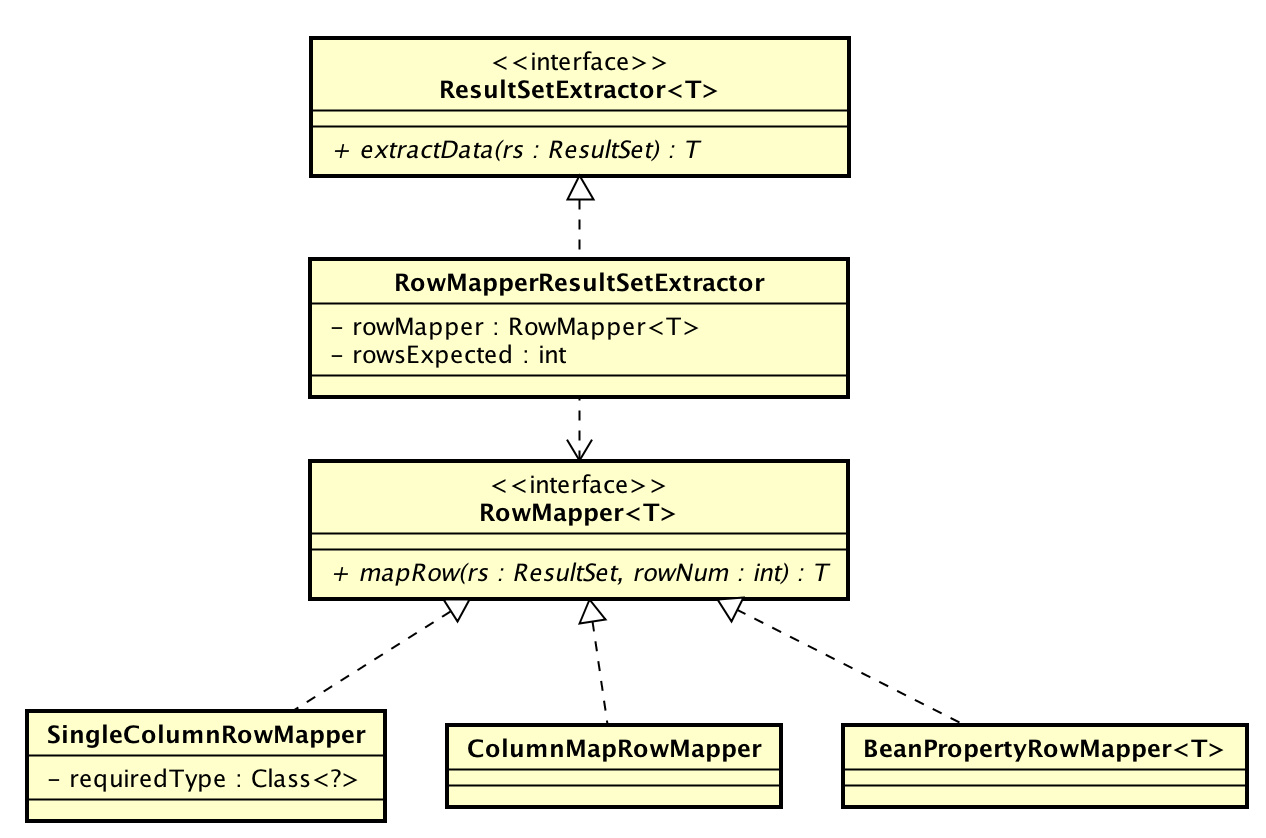 <<interface>>
ResultSetExtractor<T>
+ extractData(rs : ResultSet) : T
RowMapperResultSetExtractor
- rowMapper : RowMapper<T>
- rowsExpected : int
<<interface>>
RowMapper<T>
+ mapRow(rs : ResultSet, rowNum : int) : T
SingleColumnRowMapper
- requiredType : Class<?>
ColumnMapRowMapper
BeanPropertyRowMapper<T>